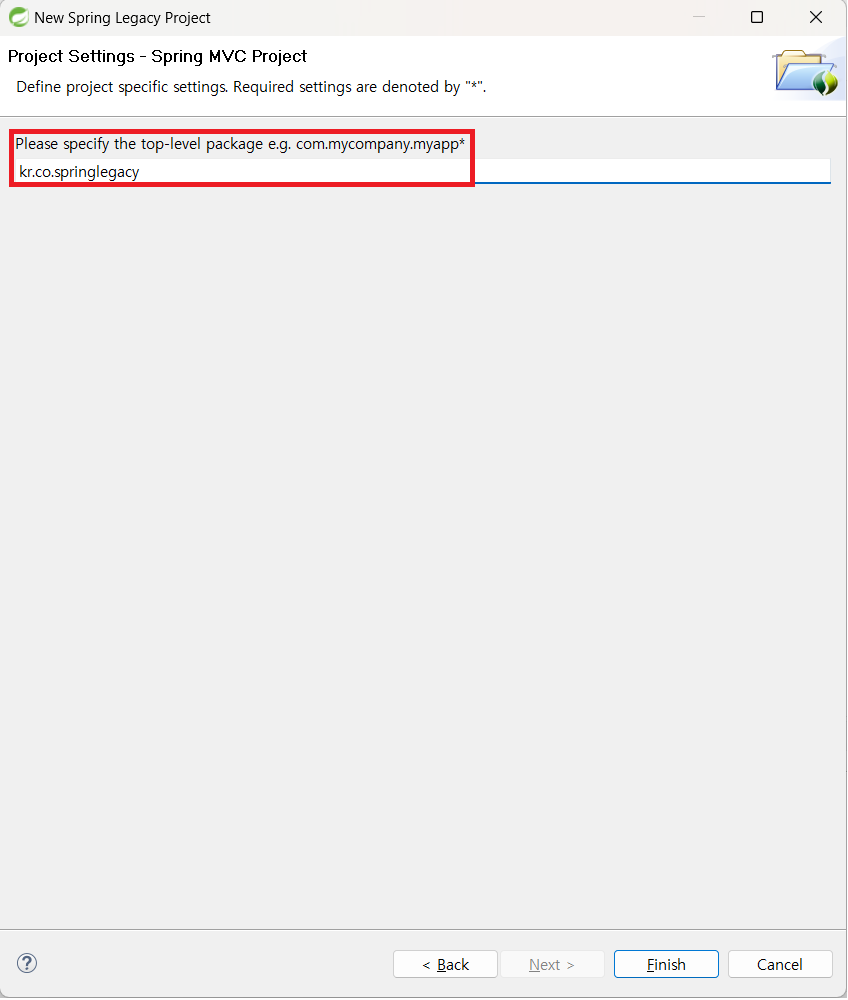 New Spring Legacy Project
Project Settings - Spring MVC Project
Define project specific settings. Required settings are denoted by "*".
Please specify the top-level package e.g. com.mycompany.myapp*
kr.co.springlegacy
?
< Back
Next >
Finish
Cancel